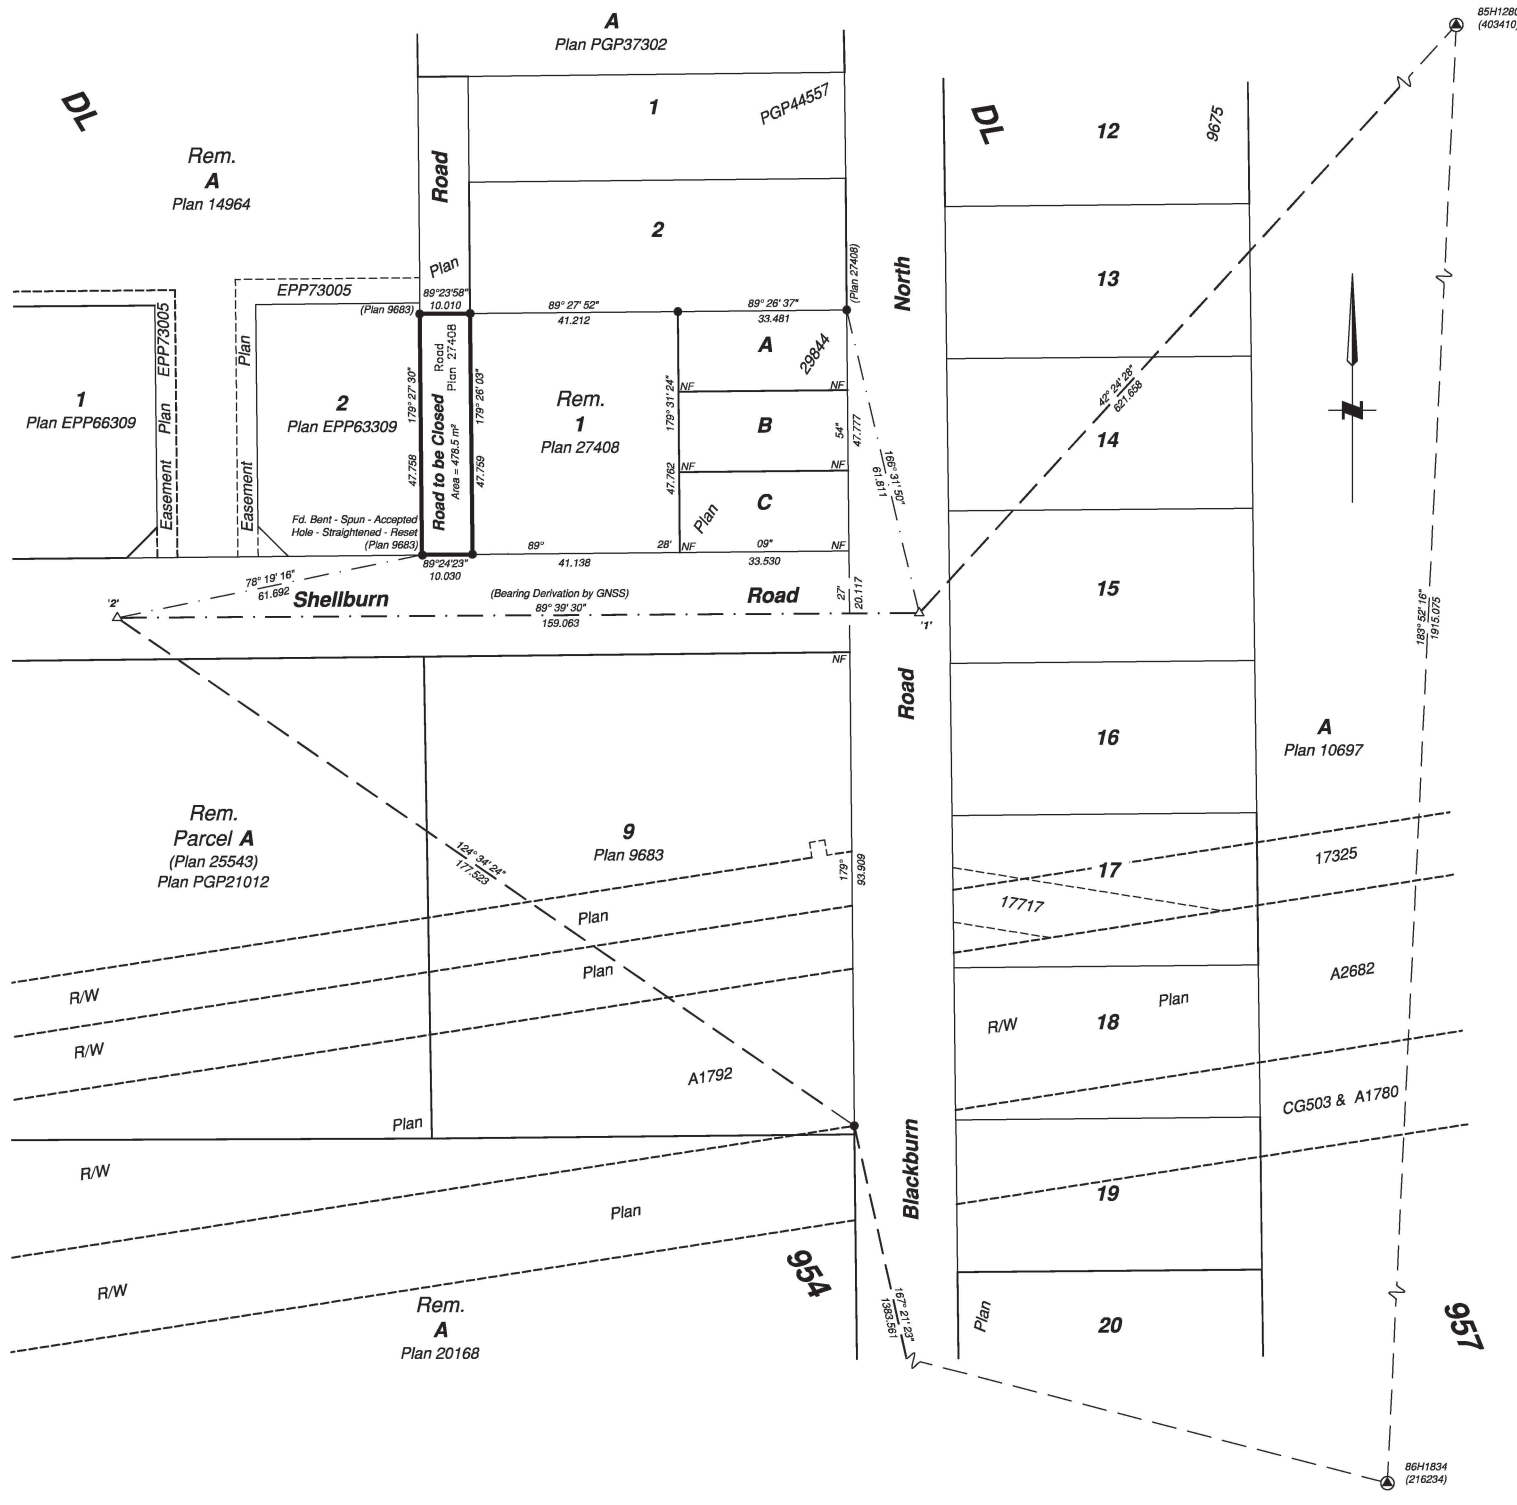 A
Plan PGP37302
85H1280
(403410)
DL
Rem.
A
Plan 14964
Road
1
PGP44557
DL
12
9675
2
Plan
(Plan 27408)
North
13
EPP73005
(Plan 9683)
89°23'58"
10.010
89° 27' 52"
41.212
89° 26' 37"
33.481
EPP73005
Plan
Easement
Plan
Easement
1
Plan EPP66309
2
Plan EPP63309
179° 27' 30"
47.758
Road to be Closed
Area = 478.5 m²
Road
Plan 27408
179° 26' 03"
47.759
Rem.
1
Plan 27408
179° 31' 24"
47.762
A
29844
NF
NF
B
54"
47.777
NF
NF
C
Plan
166° 31' 50"
61.811
42° 24' 28"
621.658
14
Fd. Bent - Spun - Accepted
Hole - Straightened - Reset
(Plan 9683)
89°
28'
NF
09"
NF
89°24'23"
10.030
41.138
33.530
78° 19' 16"
61.692
'2'
Shellburn
(Bearing Derivation by GNSS)
89° 39' 30"
159.063
Road
27"
20.117
'1'
15
183° 52' 16"
1915.075
NF
Road
16
A
Plan 10697
Rem.
Parcel A
(Plan 25543)
Plan PGP21012
9
Plan 9683
124° 34' 24"
177.523
179°
93.909
17
17325
17717
Plan
Plan
R/W
R/W
A2682
Plan
R/W
18
A1792
CG503 & A1780
Plan
R/W
Blackburn
19
Plan
R/W
954
Rem.
A
Plan 20168
167° 21' 23"
1383.561
Plan
20
957
86H1834
(216234)